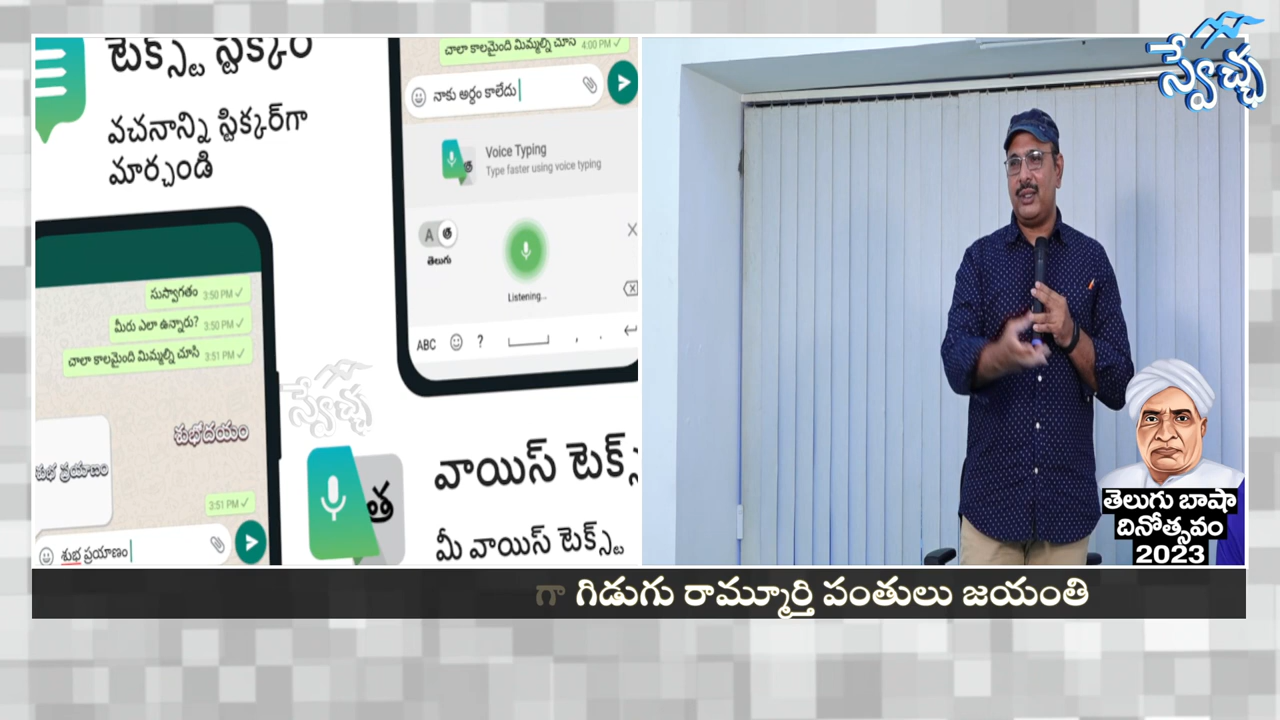 టెక్స్ట్ స్టిక్కర్
వచనాన్ని స్టిక్కర్‌గా
మార్చండి
సుస్వాగతం 3:50 PM
మీరు ఎలా ఉన్నారు? 3:50 PM
చాలా కాలమైంది మిమ్మల్ని చూసి 3:51 PM
శుభోదయం
శుభ ప్రయాణం
3:51 PM
శుభ ప్రయాణం
చాలా కాలమైంది మిమ్మల్ని చూసి 4:00 PM
నాకు అర్థం కాలేదు
Voice Typing
Type faster using voice typing
A త
తెలుగు
Listening...
ABC ? , .
స్వేచ్ఛ
త
వాయిస్ టెక్స్
మీ వాయిస్ టెక్స్ట్
స్వేచ్ఛ
తెలుగు బాషా
దినోత్సవం
2023
గా గిడుగు రామ్మూర్తి పంతులు జయంతి